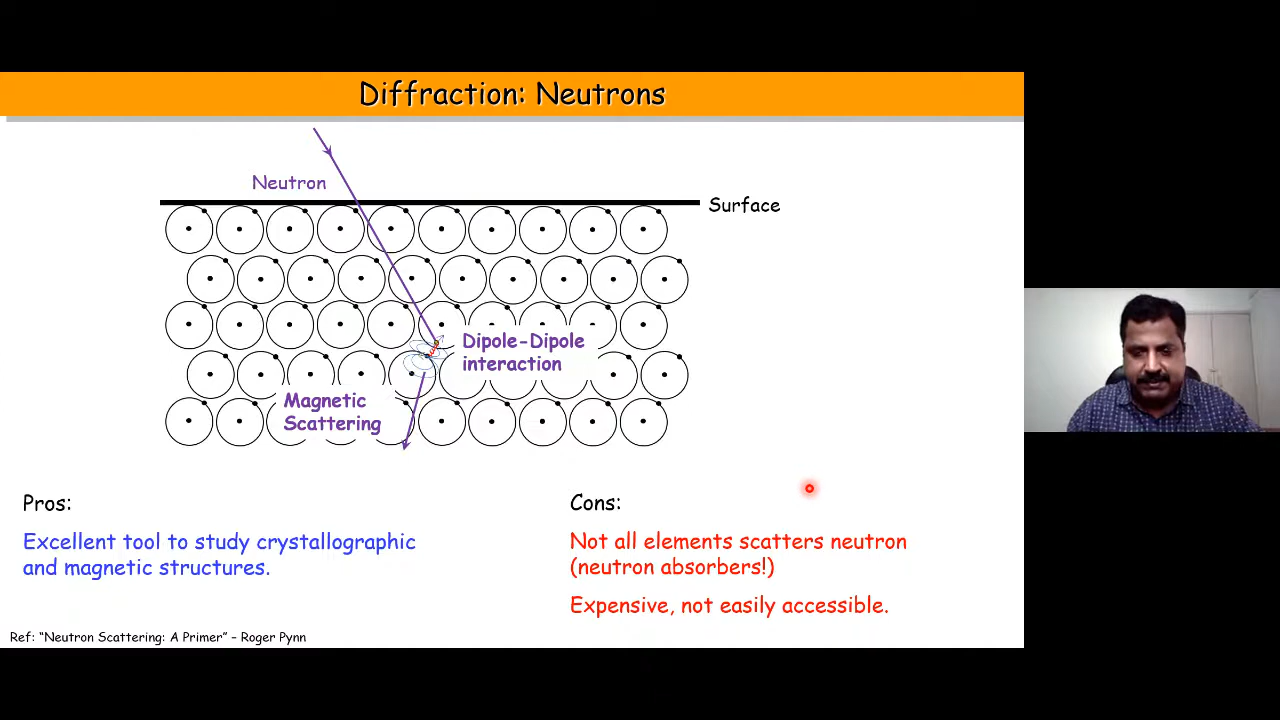 Diffraction: Neutrons
Neutron
Surface
Dipole-Dipole
interaction
Magnetic
Scattering
Pros:
Excellent tool to study crystallographic
and magnetic structures.
Cons:
Not all elements scatters neutron
(neutron absorbers!)
Expensive, not easily accessible.
Ref: “Neutron Scattering: A Primer” – Roger Pynn